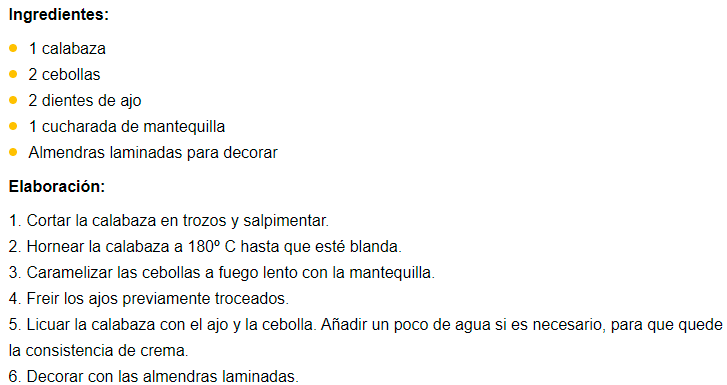 Ingredientes:
1 calabaza
2 cebollas
2 dientes de ajo
1 cucharada de mantequilla
Almendras laminadas para decorar
Elaboración:
1. Cortar la calabaza en trozos y salpimentar.
2. Hornear la calabaza a 180º C hasta que esté blanda.
3. Caramelizar las cebollas a fuego lento con la mantequilla.
4. Freir los ajos previamente troceados.
5. Licuar la calabaza con el ajo y la cebolla. Añadir un poco de agua si es necesario, para que quede
la consistencia de crema.
6. Decorar con las almendras laminadas.